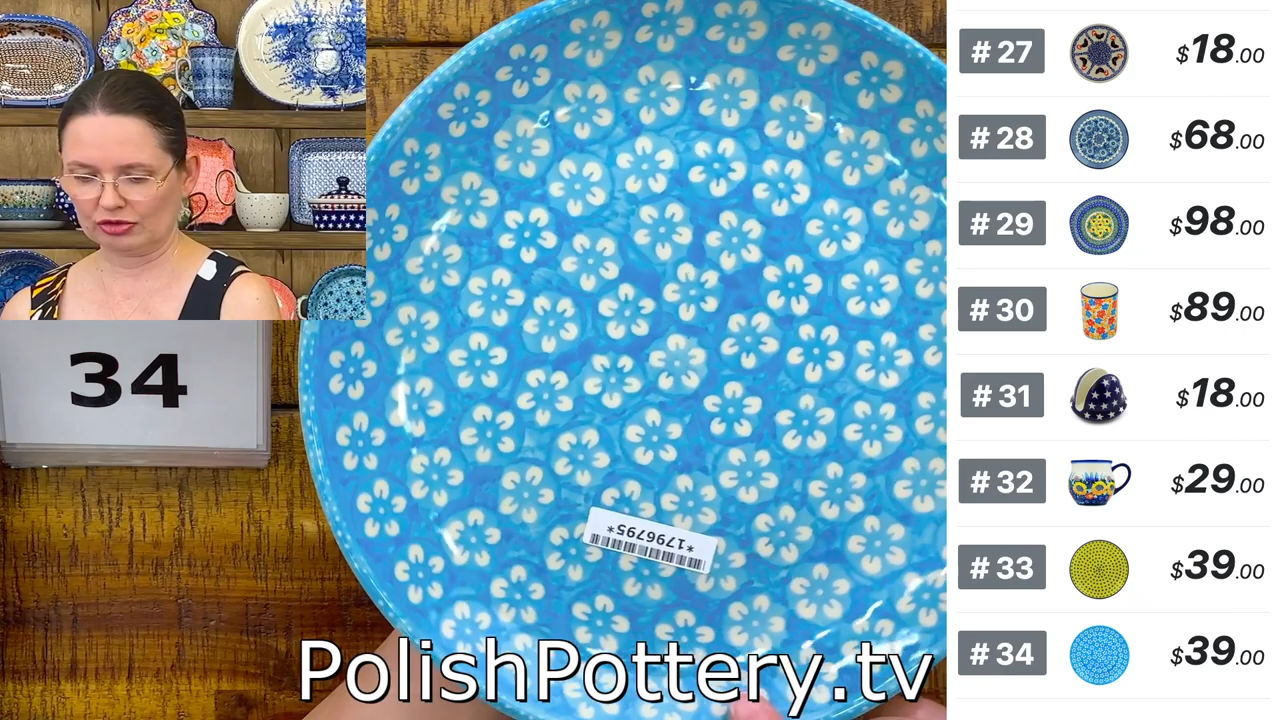 34
*1796795*
PolishPottery.tv
# 27 $18.00
# 28 $68.00
# 29 $98.00
# 30 $89.00
# 31 $18.00
# 32 $29.00
# 33 $39.00
# 34 $39.00